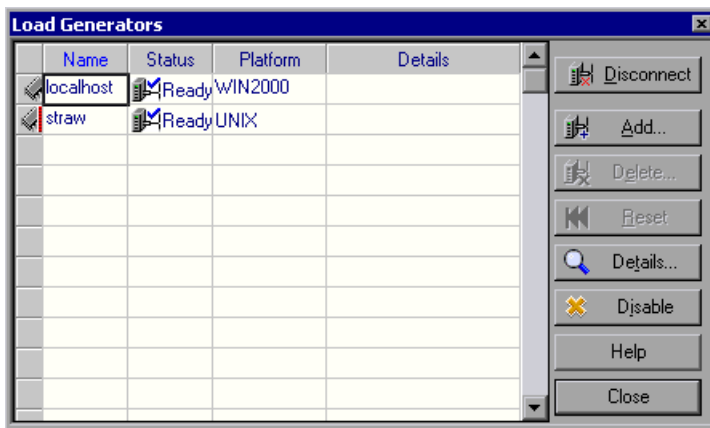 Load Generators
Name Status Platform Details
localhost Ready WIN2000
straw Ready UNIX
Disconnect
Add...
Delete...
Reset
Details...
Disable
Help
Close